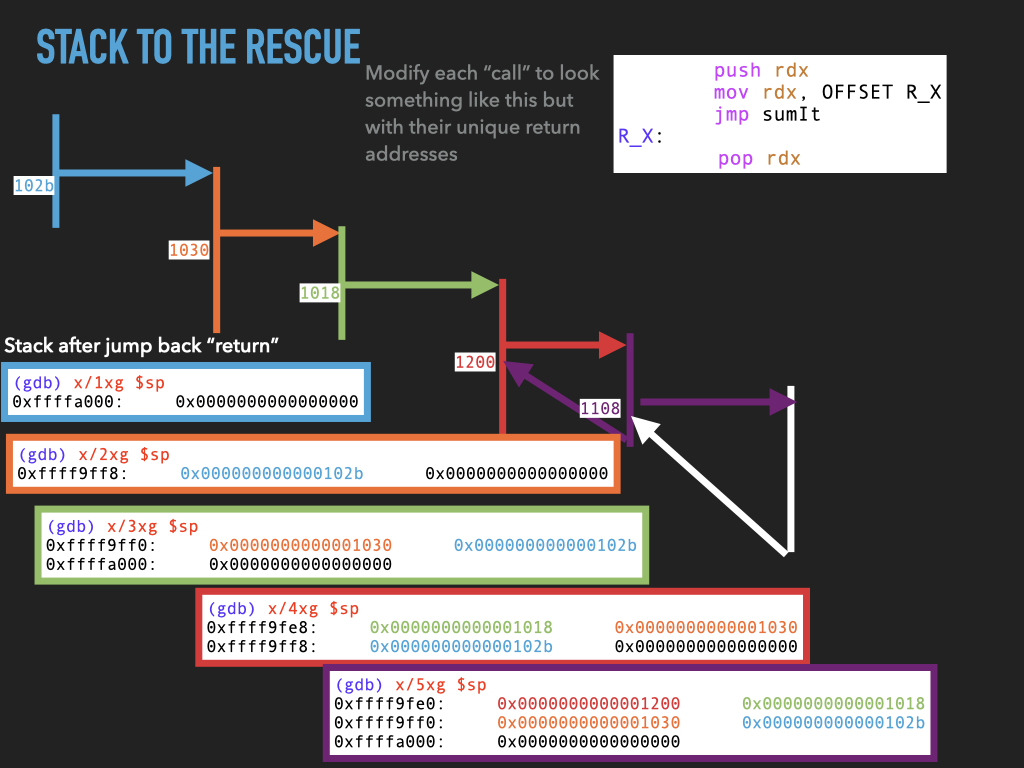 STACK TO THE RESCUE
Modify each “call” to look
something like this but
with their unique return
addresses
push rdx
mov rdx, OFFSET R_X
jmp sumIt
R_X:
pop rdx
102b
1030
1018
1200
1108
Stack after jump back “return”
(gdb) x/1xg $sp
0xffffa000: 0x0000000000000000
(gdb) x/2xg $sp
0xffff9ff8: 0x000000000000102b 0x0000000000000000
(gdb) x/3xg $sp
0xffff9ff0: 0x0000000000001030 0x000000000000102b
0xffffa000: 0x0000000000000000
(gdb) x/4xg $sp
0xffff9fe8: 0x0000000000001018 0x0000000000001030
0xffff9ff8: 0x000000000000102b 0x0000000000000000
(gdb) x/5xg $sp
0xffff9fe0: 0x0000000000001200 0x0000000000001018
0xffff9ff0: 0x0000000000001030 0x000000000000102b
0xffffa000: 0x0000000000000000